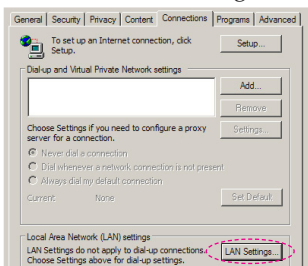 General Security Privacy Content Connections Programs Advanced
To set up an Internet connection, click Setup.
Setup...
Dial-up and Virtual Private Network settings
Add...
Remove
Choose Settings if you need to configure a proxy server for a connection.
Settings...
Never dial a connection
Dial whenever a network connection is not present
Always dial my default connection
Current None
Set Default
Local Area Network (LAN) settings
LAN Settings do not apply to dial-up connections. Choose Settings above for dial-up settings.
LAN Settings...